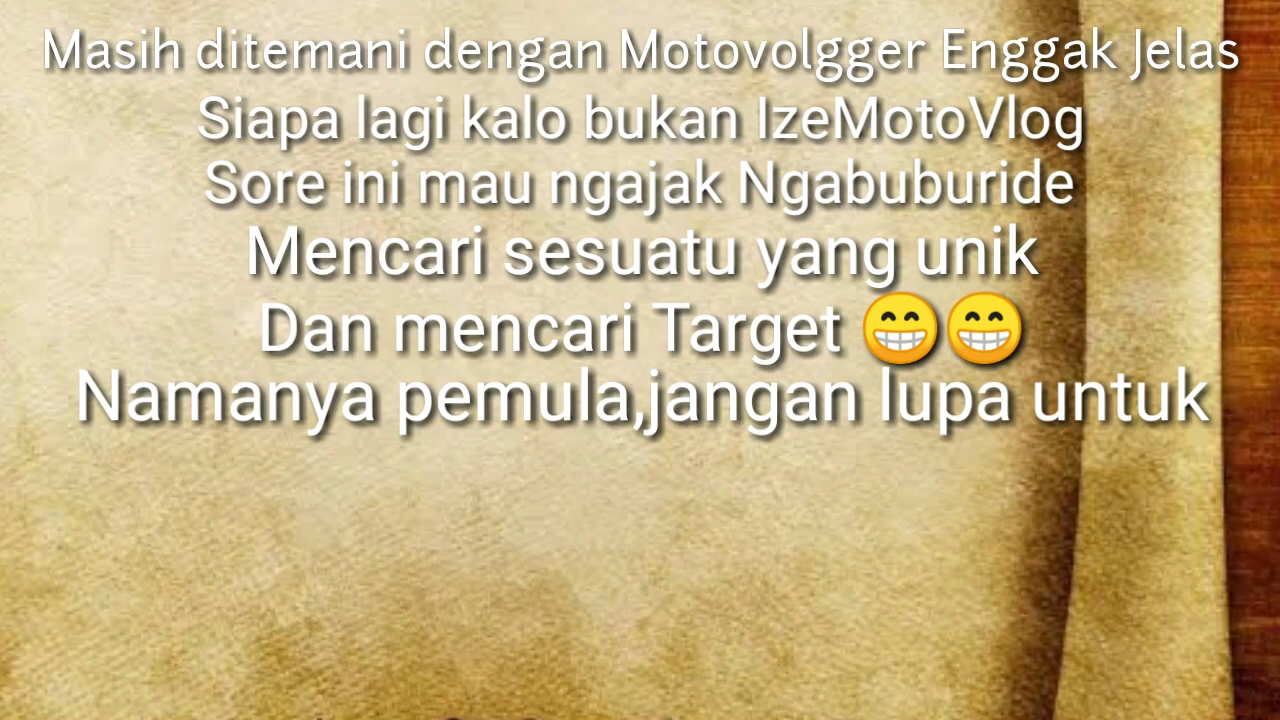 Masih ditemani dengan Motovolgger Enggak Jelas
Siapa lagi kalo bukan IzeMotoVlog
Sore ini mau ngajak Ngabuburide
Mencari sesuatu yang unik
Dan mencari Target 😁😁
Namanya pemula,jangan lupa untuk